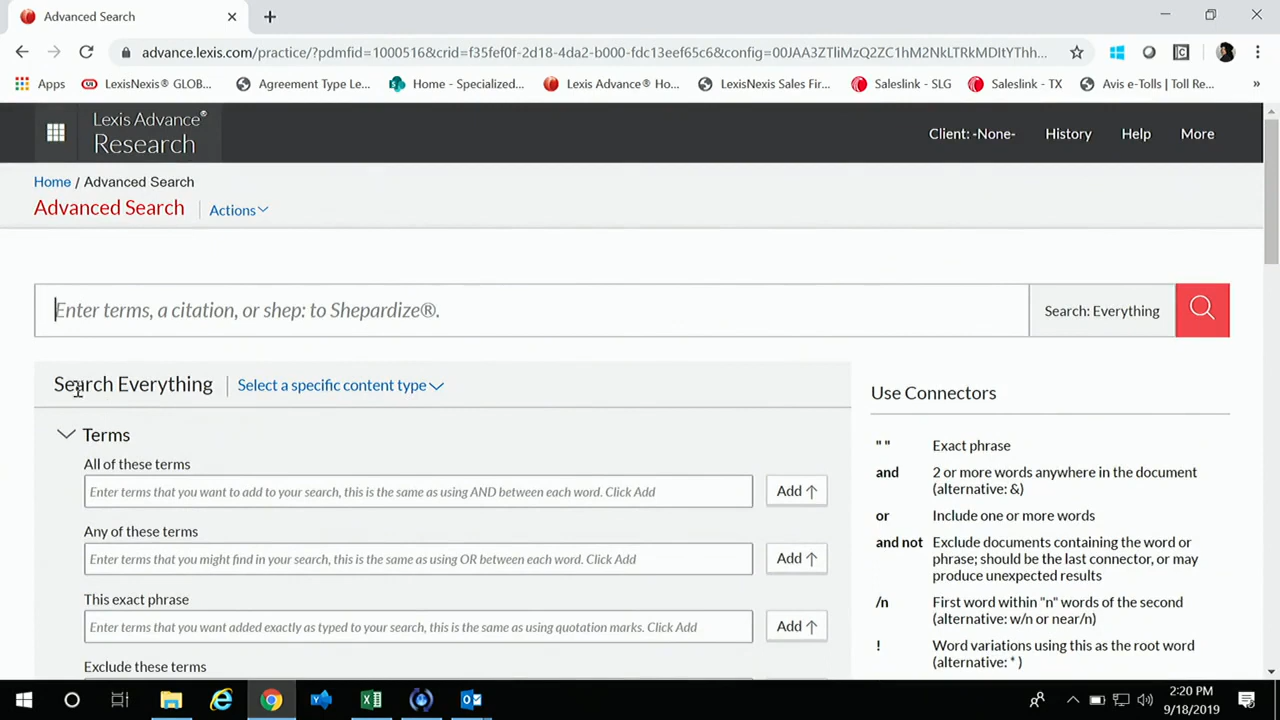 Advanced Search
advance.lexis.com/practice/?pdmfid=1000516&crid=f35fef0f-2d18-4da2-b000-fdc13eef65c6&config=00JAA3ZTliMzQ2ZC1hM2NkLTRkMDItYThh...
Apps LexisNexis® GLOB... Agreement Type Le... Home - Specialized... Lexis Advance® Ho... LexisNexis Sales Fir... Saleslink - SLG Saleslink - TX Avis e-Tolls | Toll Re... »
Lexis Advance®
Research
Client: -None- History Help More
Home / Advanced Search
Advanced Search Actions
Enter terms, a citation, or shep: to Shepardize®. Search: Everything
Search Everything Select a specific content type
Terms
All of these terms
Enter terms that you want to add to your search, this is the same as using AND between each word. Click Add Add
Any of these terms
Enter terms that you might find in your search, this is the same as using OR between each word. Click Add Add
This exact phrase
Enter terms that you want added exactly as typed to your search, this is the same as using quotation marks. Click Add Add
Exclude these terms
Use Connectors
" " Exact phrase
and 2 or more words anywhere in the document
(alternative: &)
or Include one or more words
and not Exclude documents containing the word or
phrase; should be the last connector, or may
produce unexpected results
/n First word within "n" words of the second
(alternative: w/n or near/n)
! Word variations using this as the root word
(alternative: * )
2:20 PM
9/18/2019